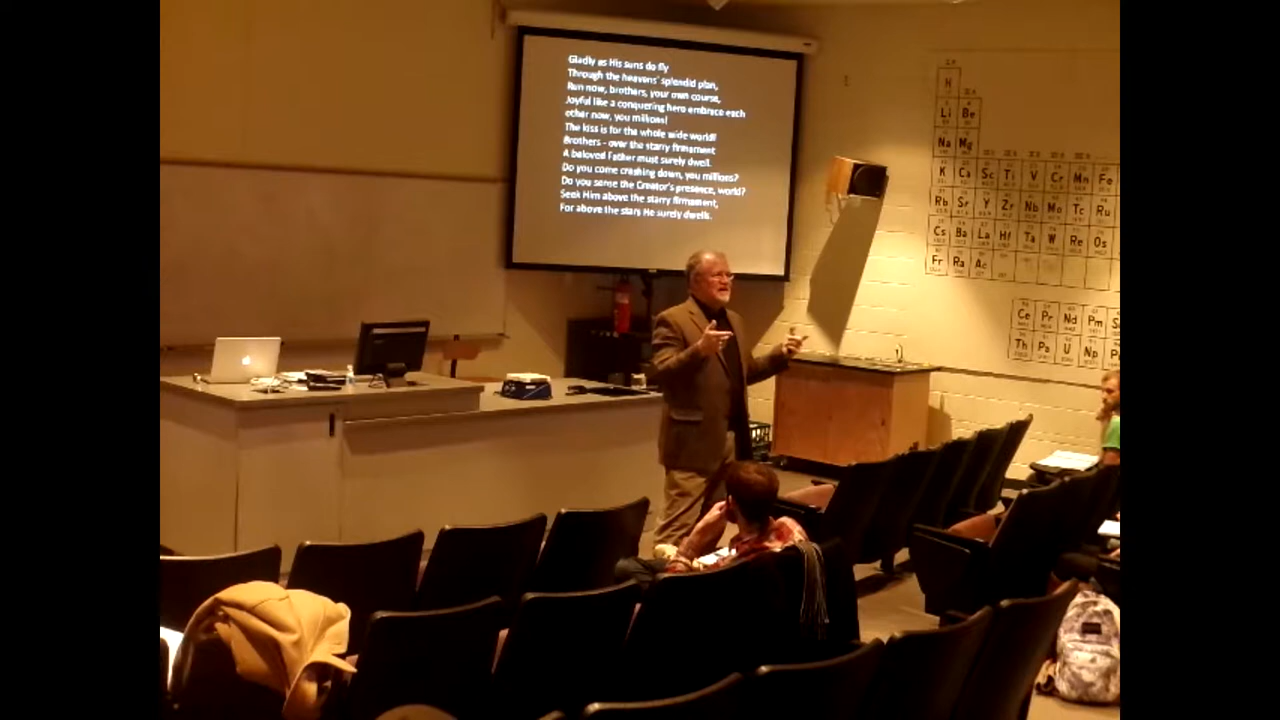 Gladly as His suns do fly
Through the heavens' splendid plan,
Run now, brothers, your own course,
Joyful like a conquering hero embrace each
other now, you millions!
The kiss is for the whole wide world!
Brothers - over the starry firmament
A beloved Father must surely dwell.
Do you come crashing down, you millions?
Do you sense the Creator's presence, world?
Seek Him above the starry firmament,
For above the stars He surely dwells.
H
Li Be
Na Mg
K Ca Sc Ti V Cr Mn Fe
Rb Sr Y Zr Nb Mo Tc Ru
Cs Ba La Hf Ta W Re Os
Fr Ra Ac
Ce Pr Nd Pm
Th Pa U Np